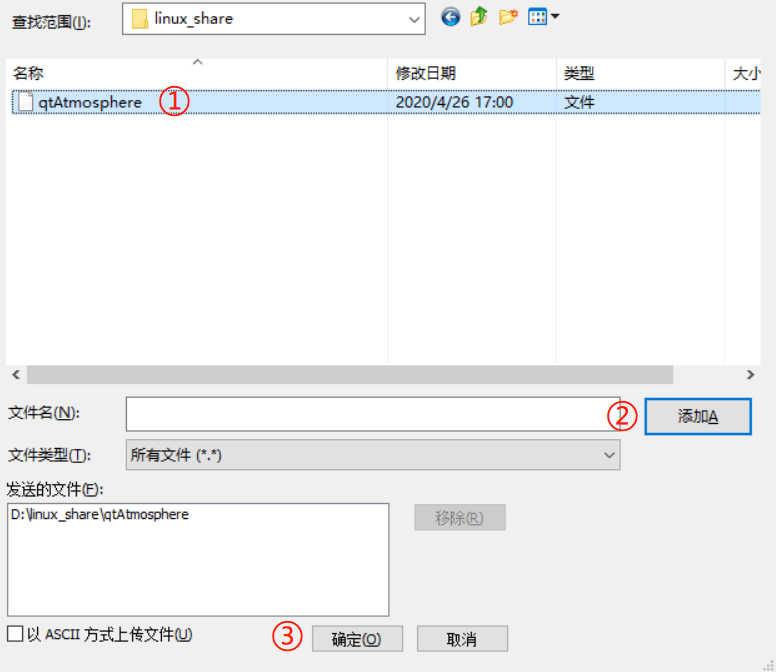 查找范围(I): linux_share
名称 修改日期 类型 大小
qtAtmosphere ① 2020/4/26 17:00 文件
文件名(N): ② 添加A
文件类型(T): 所有文件 (*.*)
发送的文件(F):
D:\linux_share\qtAtmosphere
移除(R)
以 ASCII 方式上传文件(U) ③ 确定(O) 取消